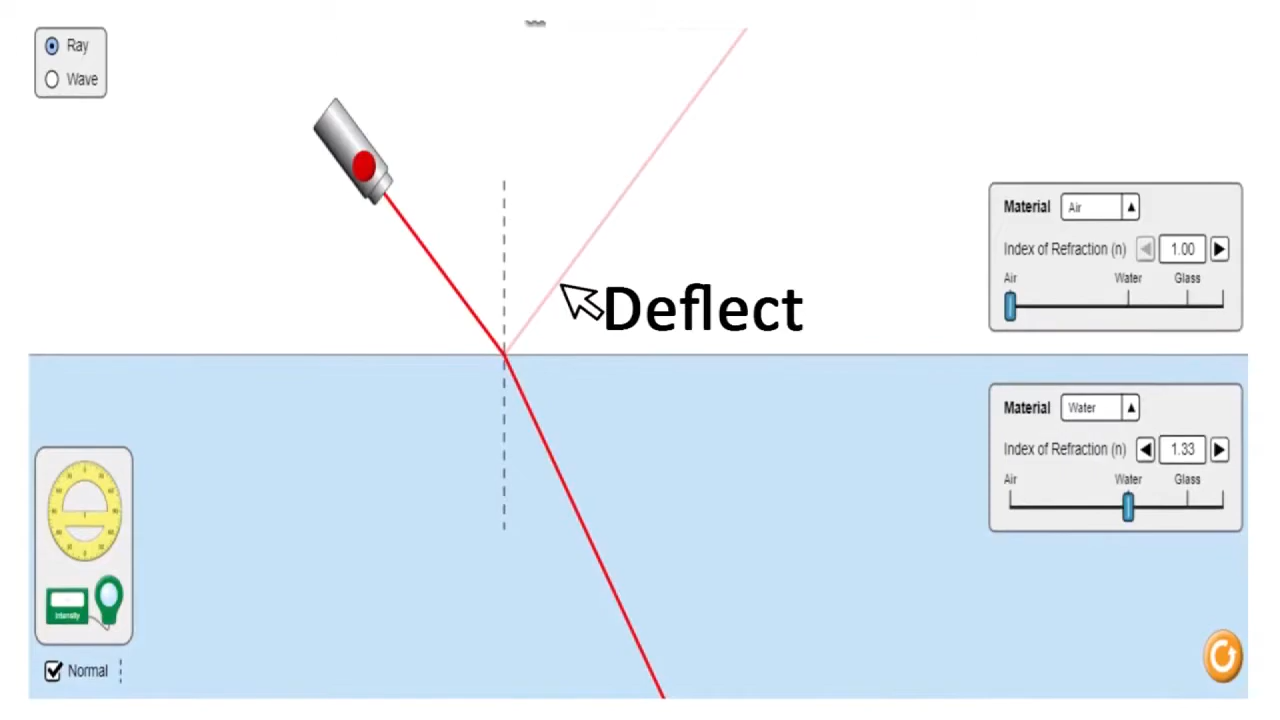 Ray
Wave
Material Air
Index of Refraction (n) 1.00
Air Water Glass
Deflect
Material Water
Index of Refraction (n) 1.33
Air Water Glass
Intensity
Normal